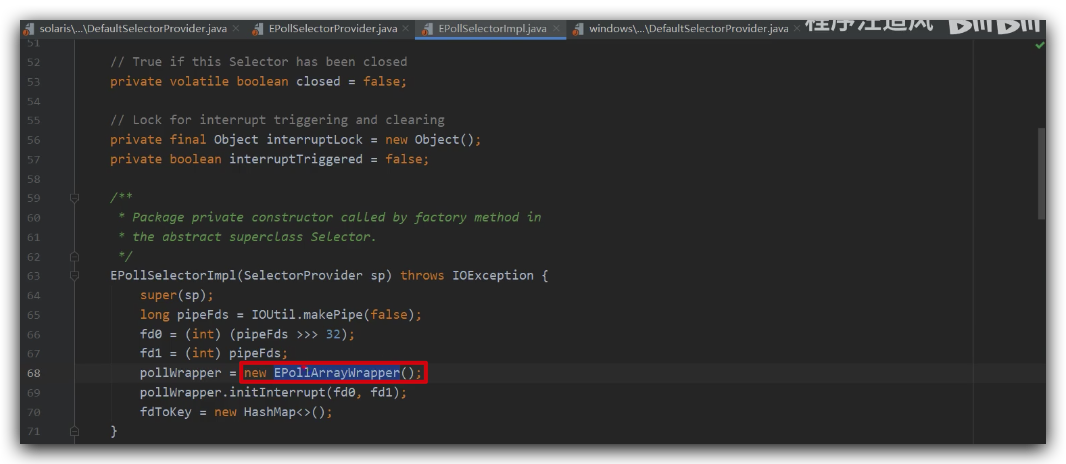 solaris\...\DefaultSelectorProvider.java × EPollSelectorProvider.java × EPollSelectorImpl.java × windows\...\DefaultSelectorProvider.java ×
51
52 // True if this Selector has been closed
53 private volatile boolean closed = false;
54
55 // Lock for interrupt triggering and clearing
56 private final Object interruptLock = new Object();
57 private boolean interruptTriggered = false;
58
59 /**
60 * Package private constructor called by factory method in
61 * the abstract superclass Selector.
62 */
63 EPollSelectorImpl(SelectorProvider sp) throws IOException {
64 super(sp);
65 long pipeFds = IOUtil.makePipe(false);
66 fd0 = (int) (pipeFds >>> 32);
67 fd1 = (int) pipeFds;
68 pollWrapper = new EPollArrayWrapper();
69 pollWrapper.initInterrupt(fd0, fd1);
70 fdToKey = new HashMap<>();
71 }